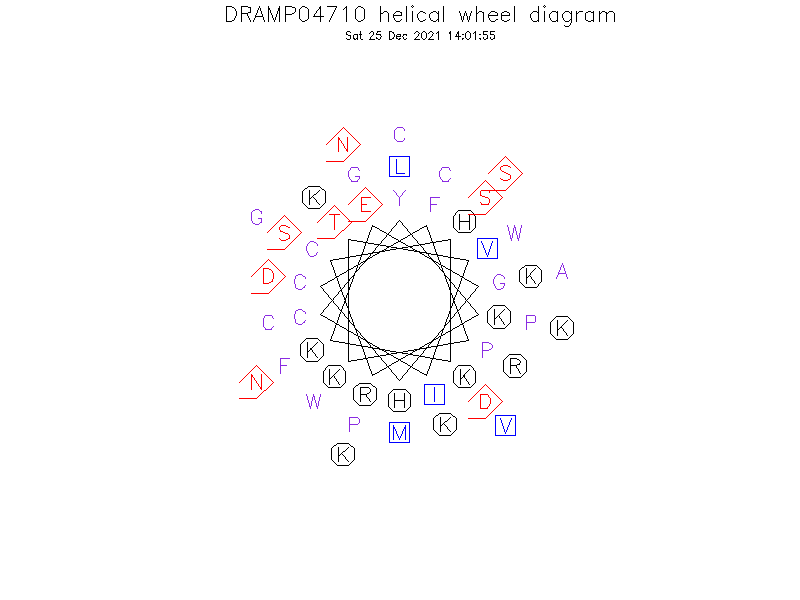 DRAMP04710 helical wheel diagram
Sat 25 Dec 2021 14:01:55
C
N
L
G C S
K E Y F S
G T H
S W
C V
D C G K A
C C K P K
K P
F R
N K K
W R H I D
P M K V
K